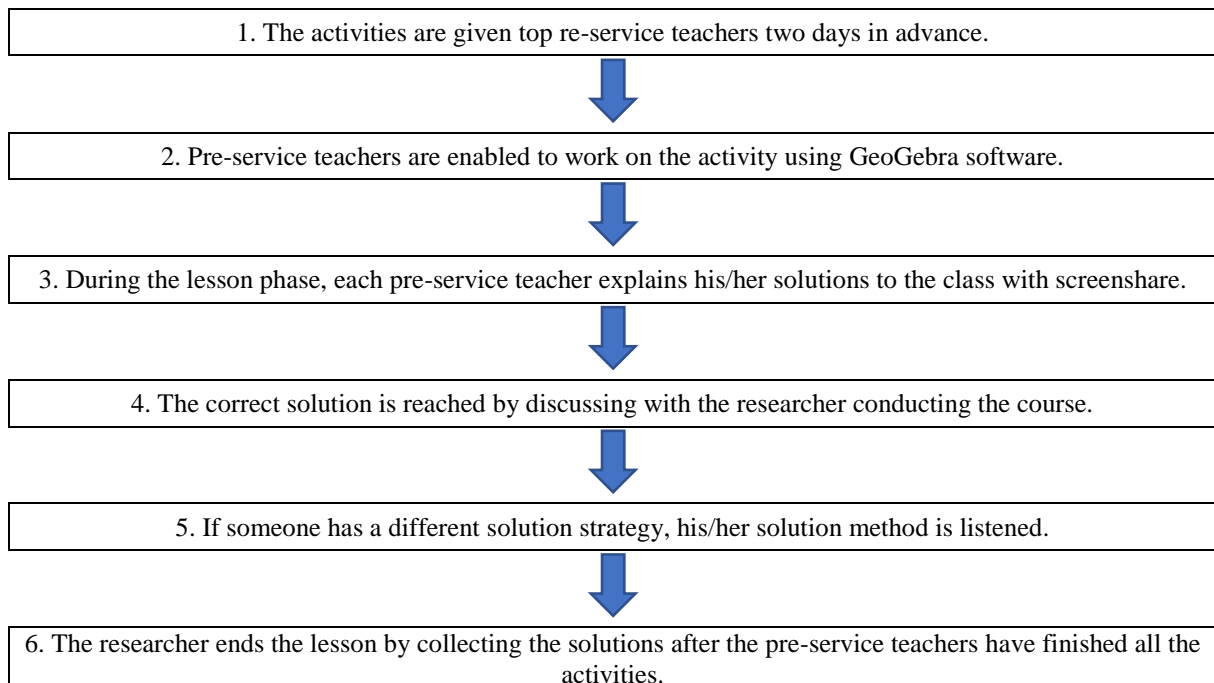 1. The activities are given top re-service teachers two days in advance.
2. Pre-service teachers are enabled to work on the activity using GeoGebra software.
3. During the lesson phase, each pre-service teacher explains his/her solutions to the class with screenshare.
4. The correct solution is reached by discussing with the researcher conducting the course.
5. If someone has a different solution strategy, his/her solution method is listened.
6. The researcher ends the lesson by collecting the solutions after the pre-service teachers have finished all the
activities.